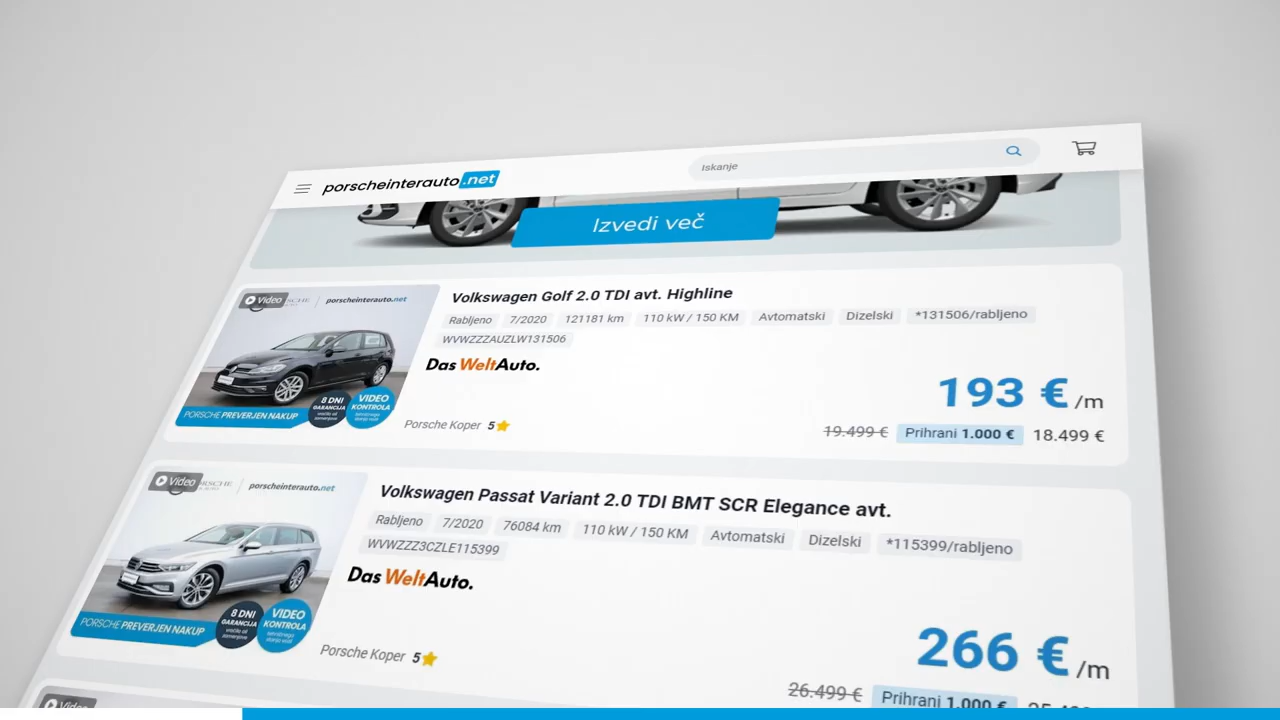 porscheinterauto.net
Iskanje
Izvedi več
Video
porscheinterauto.net
Volkswagen Golf 2.0 TDI avt. Highline
Rabljeno 7/2020 121181 km 110 kW / 150 KM Avtomatski Dizelski *131506/rabljeno
WVWZZZAUZLW131506
Das WeltAuto.
8 DNI
GARANCIJA
VIDEO
KONTROLA
PORSCHE PREVERJEN NAKUP
Porsche Koper 5
193 €/m
19.499 € Prihrani 1.000 € 18.499 €
Video
porscheinterauto.net
Volkswagen Passat Variant 2.0 TDI BMT SCR Elegance avt.
Rabljeno 7/2020 76084 km 110 kW / 150 KM Avtomatski Dizelski *115399/rabljeno
WVWZZZ3CZLE115399
Das WeltAuto.
8 DNI
GARANCIJA
VIDEO
KONTROLA
PORSCHE PREVERJEN NAKUP
Porsche Koper 5
266 €/m
26.499 € Prihrani 1.000 €
Video